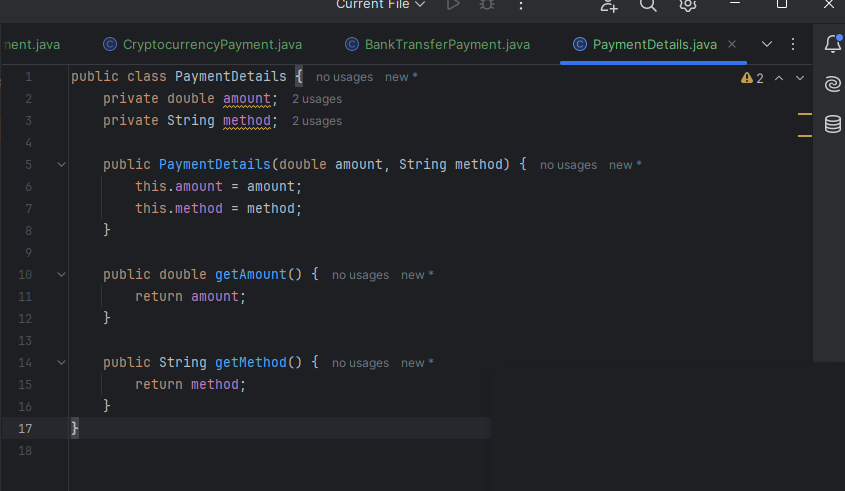 Current File
ment.java CryptocurrencyPayment.java BankTransferPayment.java PaymentDetails.java
1 public class PaymentDetails { no usages new *
2 private double amount; 2 usages
3 private String method; 2 usages
4
5 public PaymentDetails(double amount, String method) { no usages new *
6 this.amount = amount;
7 this.method = method;
8 }
9
10 public double getAmount() { no usages new *
11 return amount;
12 }
13
14 public String getMethod() { no usages new *
15 return method;
16 }
17 }
18
2